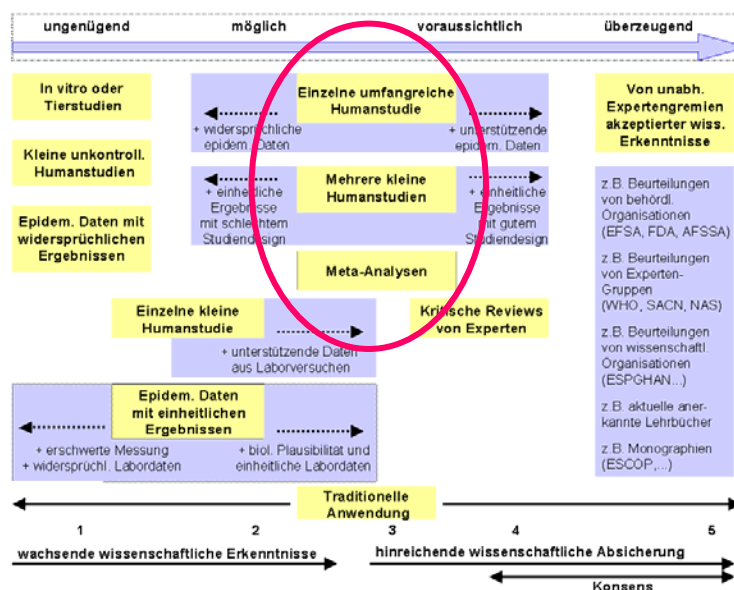 ungenügend möglich voraussichtlich überzeugend
In vitro oder
Tierstudien
Kleine unkontroll.
Humanstudien
Epidem. Daten mit
widersprüchlichen
Ergebnissen
Einzelne umfangreiche
Humanstudie
+ widersprüchliche
epidem. Daten
+ unterstützende
epidem. Daten
Mehrere kleine
Humanstudien
+ einheitliche
Ergebnisse
mit schlechtem
Studiendesign
+ einheitliche
Ergebnisse
mit gutem
Studiendesign
Meta-Analysen
Einzelne kleine
Humanstudie
+ unterstützende Daten
aus Laborversuchen
Kritische Reviews
von Experten
Epidem. Daten
mit einheitlichen
Ergebnissen
+ erschwerte Messung
+ widersprüchl. Labordaten
+ biol. Plausibilität und
einheitliche Labordaten
Von unabh.
Expertengremien
akzeptierter wiss.
Erkenntnisse
z.B. Beurteilungen
von behördl.
Organisationen
(EFSA, FDA, AFSSA)
z.B. Beurteilungen
von Experten-
Gruppen
(WHO, SACN, NAS)
z.B. Beurteilungen
von wissenschaftl.
Organisationen
(ESPGHAN...)
z.B. aktuelle aner-
kannte Lehrbücher
z.B. Monographien
(ESCOP,...)
Traditionelle
Anwendung
1 2 3 4 5
wachsende wissenschaftliche Erkenntnisse
hinreichende wissenschaftliche Absicherung
Konsens